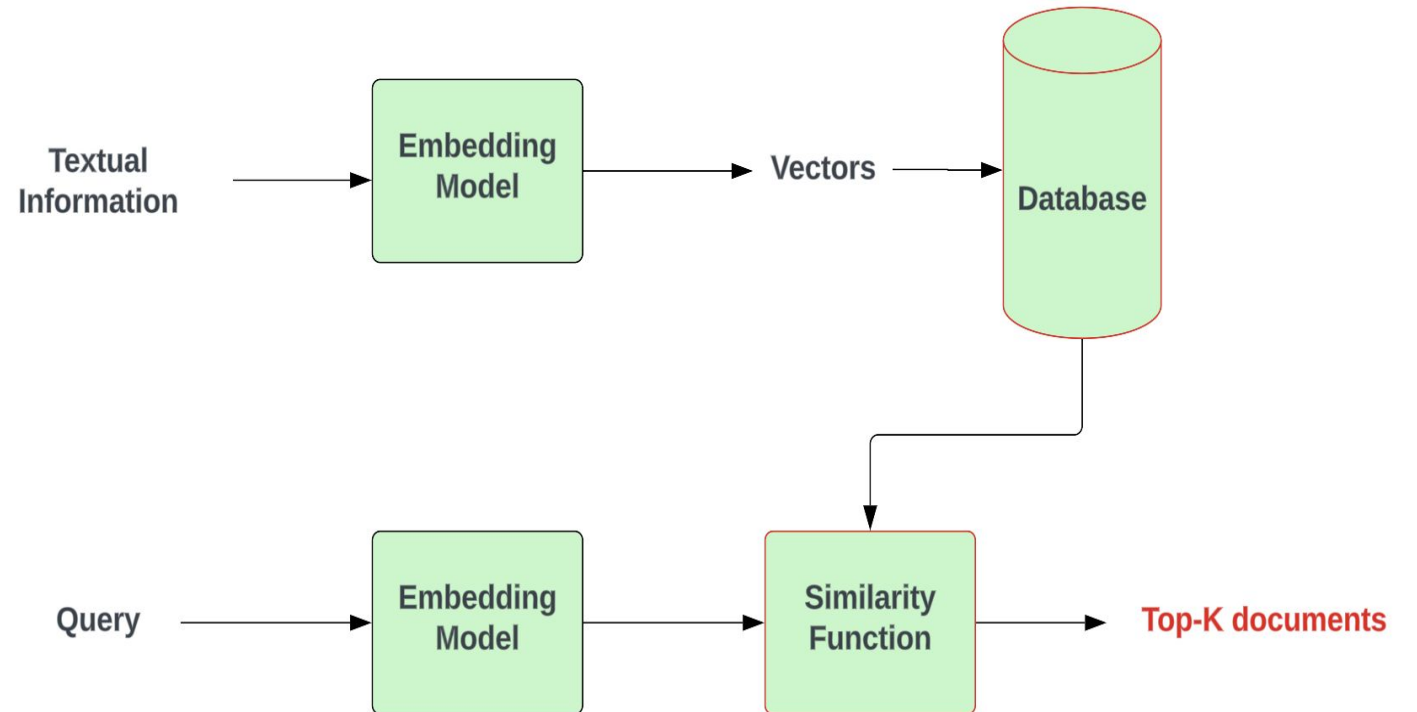 Textual
Information
Embedding
Model
Vectors
Database
Query
Embedding
Model
Similarity
Function
Top-K documents